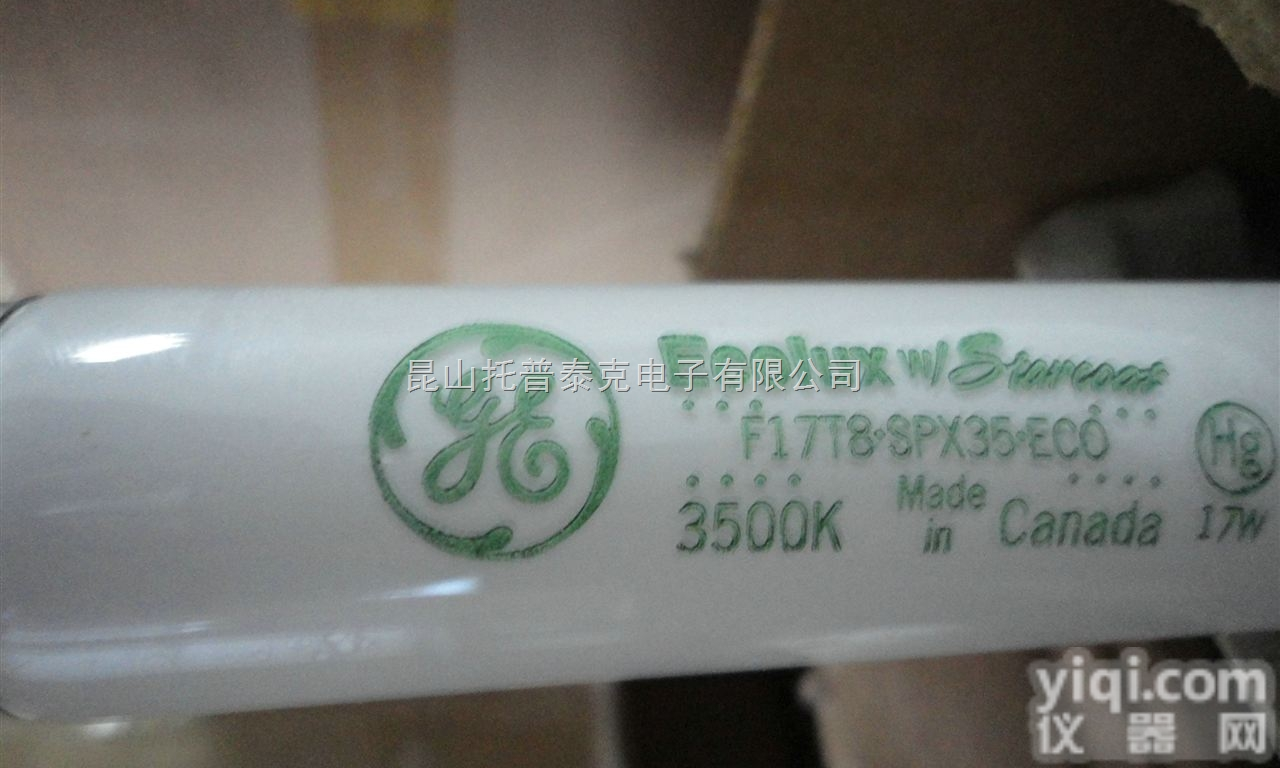 GE
Ecolux w/ Starcoat
昆山托普泰克电子有限公司
F17T8·SPX35·ECO
Hg
3500K
Made in Canada
17W
yiqi.com
仪器网